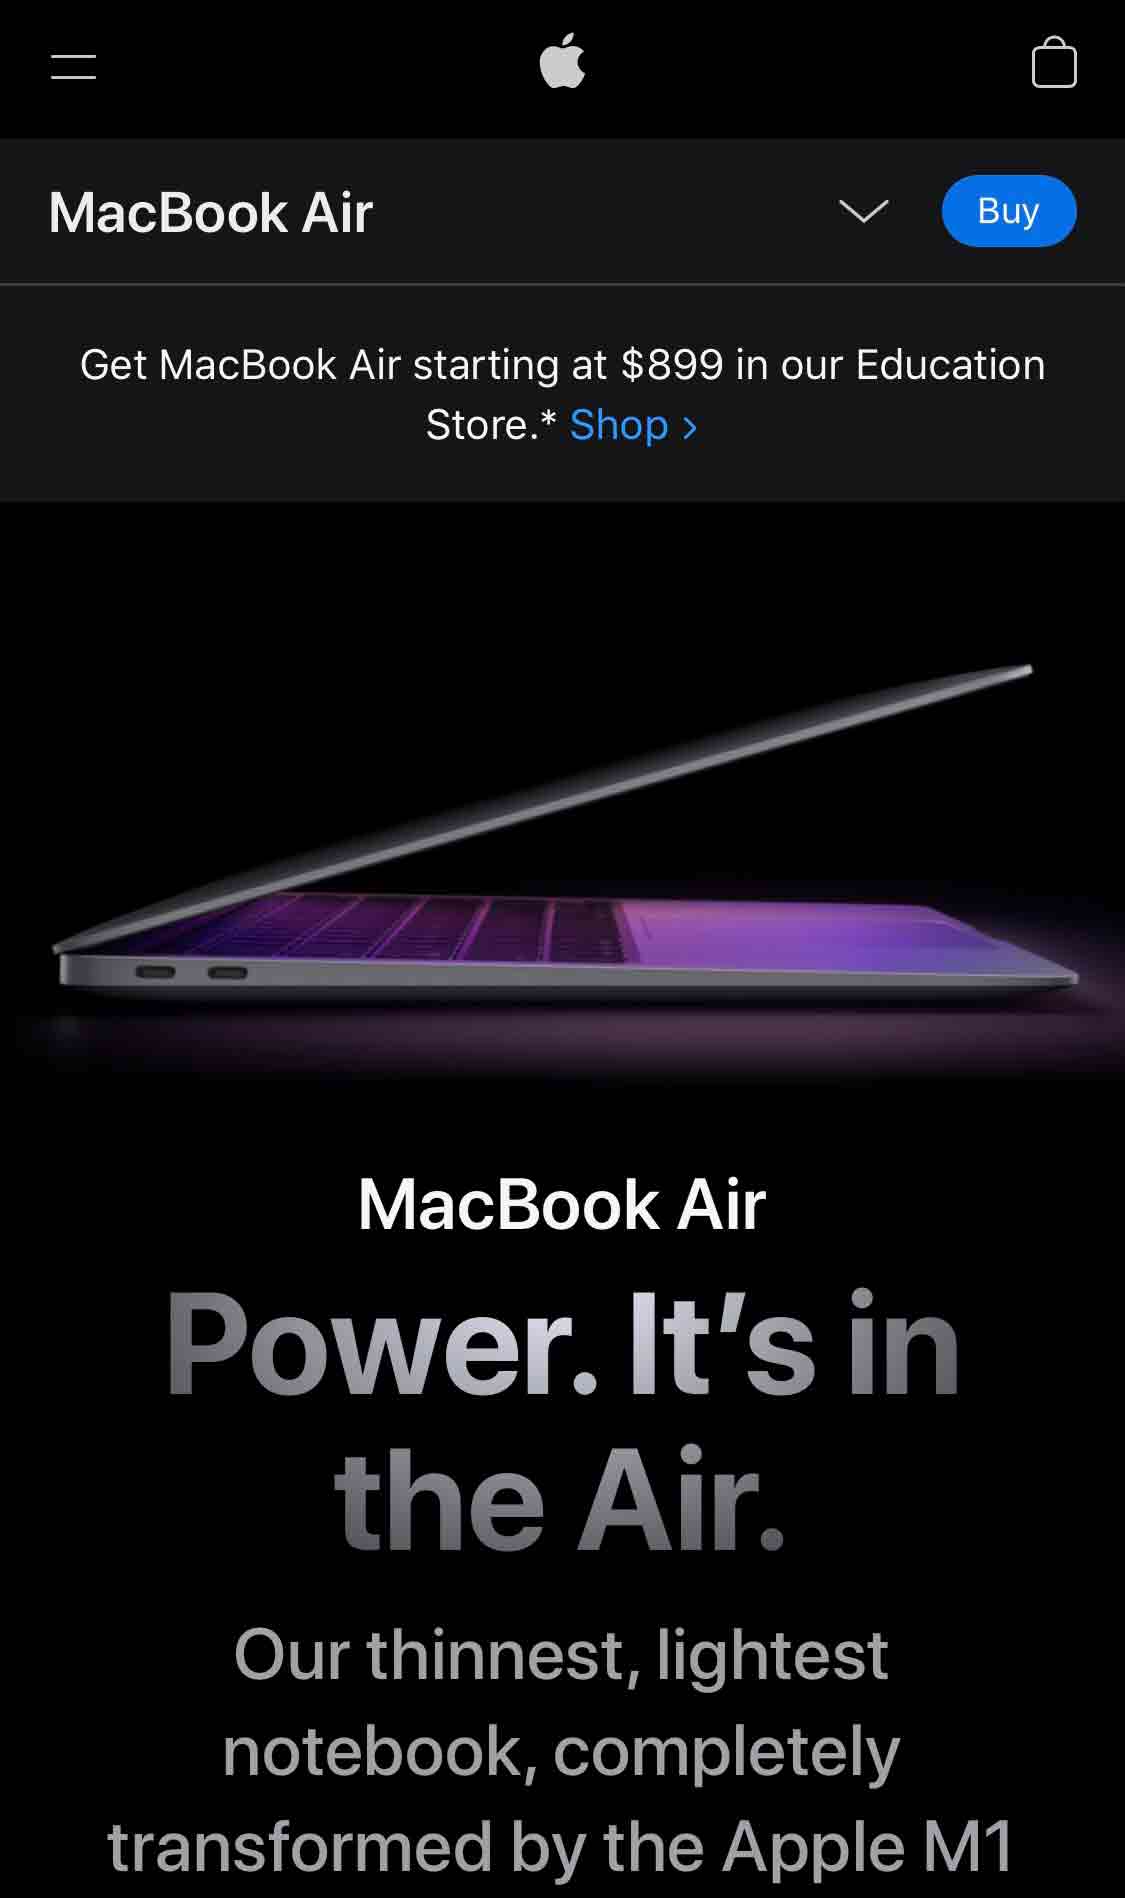 MacBook Air
Buy
Get MacBook Air starting at $899 in our Education
Store.* Shop >
MacBook Air
Power. It’s in
the Air.
Our thinnest, lightest
notebook, completely
transformed by the Apple M1